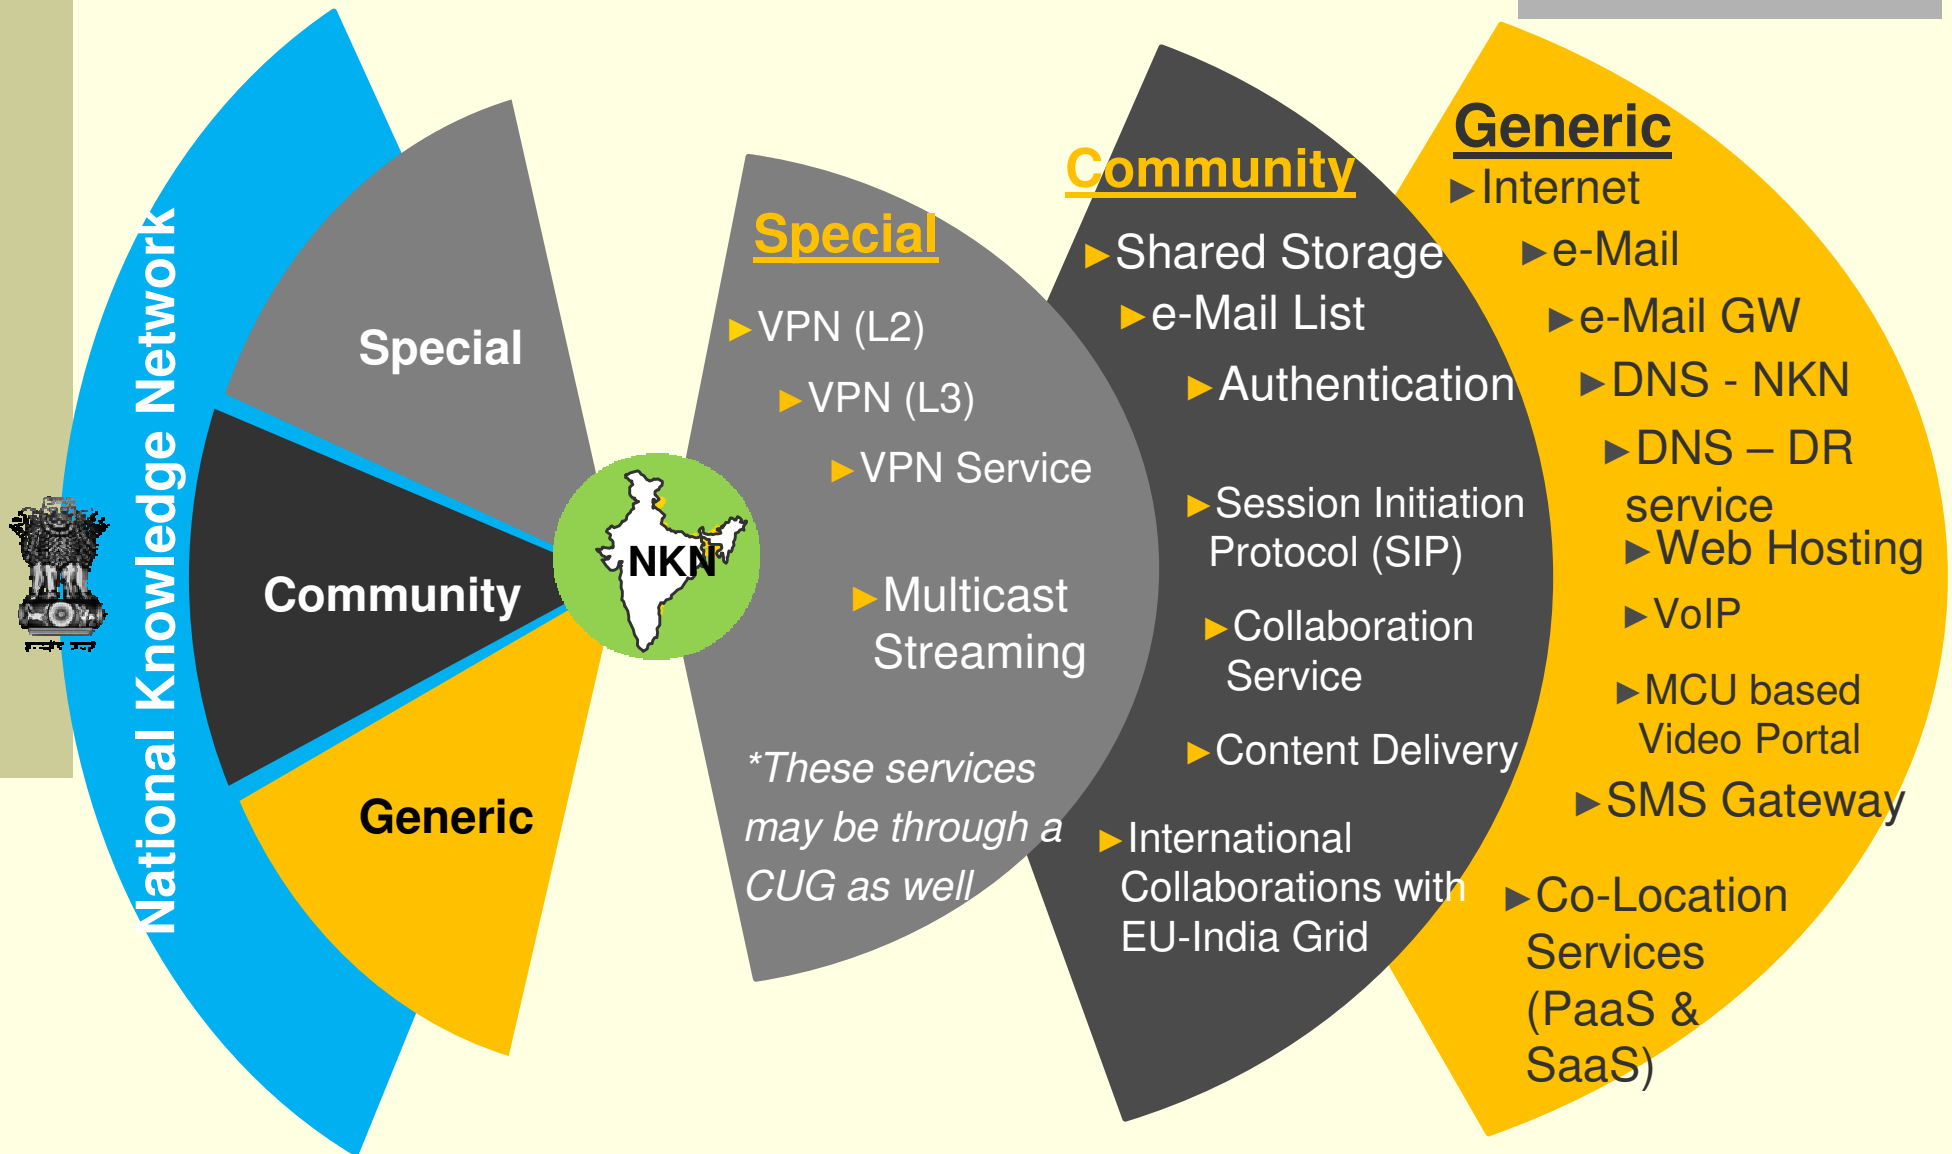 National Knowledge Network
Special
Community
Generic
NKN
Special
►VPN (L2)
►VPN (L3)
►VPN Service
►Multicast
Streaming
*These services
may be through a
CUG as well
Community
►Shared Storage
►e-Mail List
►Authentication
►Session Initiation
Protocol (SIP)
►Collaboration
Service
►Content Delivery
►International
Collaborations with
EU-India Grid
Generic
►Internet
►e-Mail
►e-Mail GW
►DNS - NKN
►DNS – DR
service
►Web Hosting
►VoIP
►MCU based
Video Portal
►SMS Gateway
►Co-Location
Services
(PaaS &
SaaS)